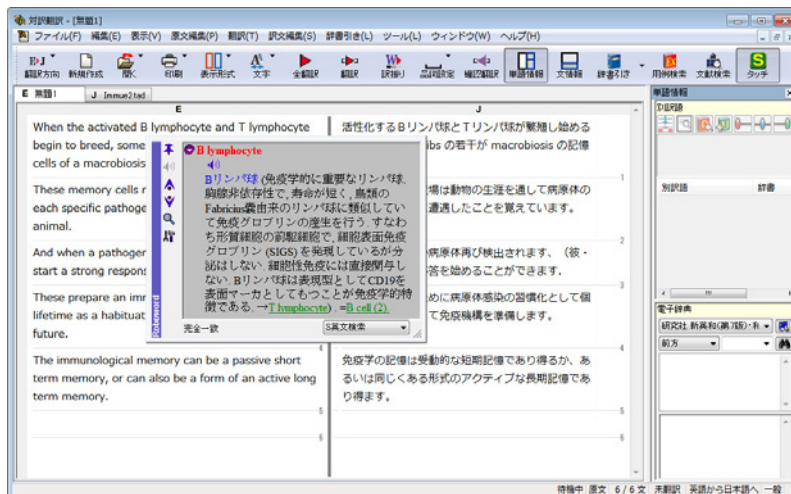 対訳翻訳 - [無題1]
ファイル(F) 編集(E) 表示(V) 原文編集(P) 翻訳(T) 訳文編集(S) 辞書引き(L) ツール(L) ウィンドウ(W) ヘルプ(H)
翻訳方向 新規作成 開く 印刷 表示形式 文字 全翻訳 翻訳 訳振り 品詞設定 確認翻訳 単語情報 文情報 辞書引き 用例検索 文献検索 タッチ
E 無題1 J Immue2tad
E J
When the activated B lymphocyte and T lymphocyte
begin to breed, some
cells of a macrobiosis
These memory cells r
each specific pathoge
animal.
And when a pathoger
start a strong respons
These prepare an imr
lifetime as a habituat
future.
The immunological memory can be a passive short
term memory, or can also be a form of an active long
term memory.
活性化するBリンパ球とTリンパ球が繁殖し始める
ibs の若干が macrobiosis の記憶
場は動物の生涯を通して病原体の
遭遇したことを覚えています。
病原体再び検出されます、（彼・
答を始めることができます.
めに病原体感染の習慣化として個
て免疫機構を準備します。
免疫学の記憶は受動的な短期記憶であり得るか、あ
るいは同じくある形式のアクティブな長期記憶であ
り得ます。
1
2
3
4
5
6
B lymphocyte
Bリンパ球 (免疫学的に重要なリンパ球.
胸腺非依存性で, 寿命が短く, 鳥類の
Fabricius嚢由来のリンパ球に類似してい
て免疫グロブリンの産生を行う. すなわ
ち形質細胞の前駆細胞で, 細胞表面免疫
グロブリン (SIGS) を発現しているが分
泌はしない. 細胞性免疫には直接関与し
ない. Bリンパ球は表現型としてCD19を
表面マーカとしてもつことが免疫学的特
徴である. →T lymphocyte). =B cell (2).
Roboword
完全一致 S英文検索
単語情報
別訳語 辞書
電子辞典
研究社 新英和(第7版)・和
前方
待機中 原文 6 / 6 文 未翻訳 英語から日本語へ 一般